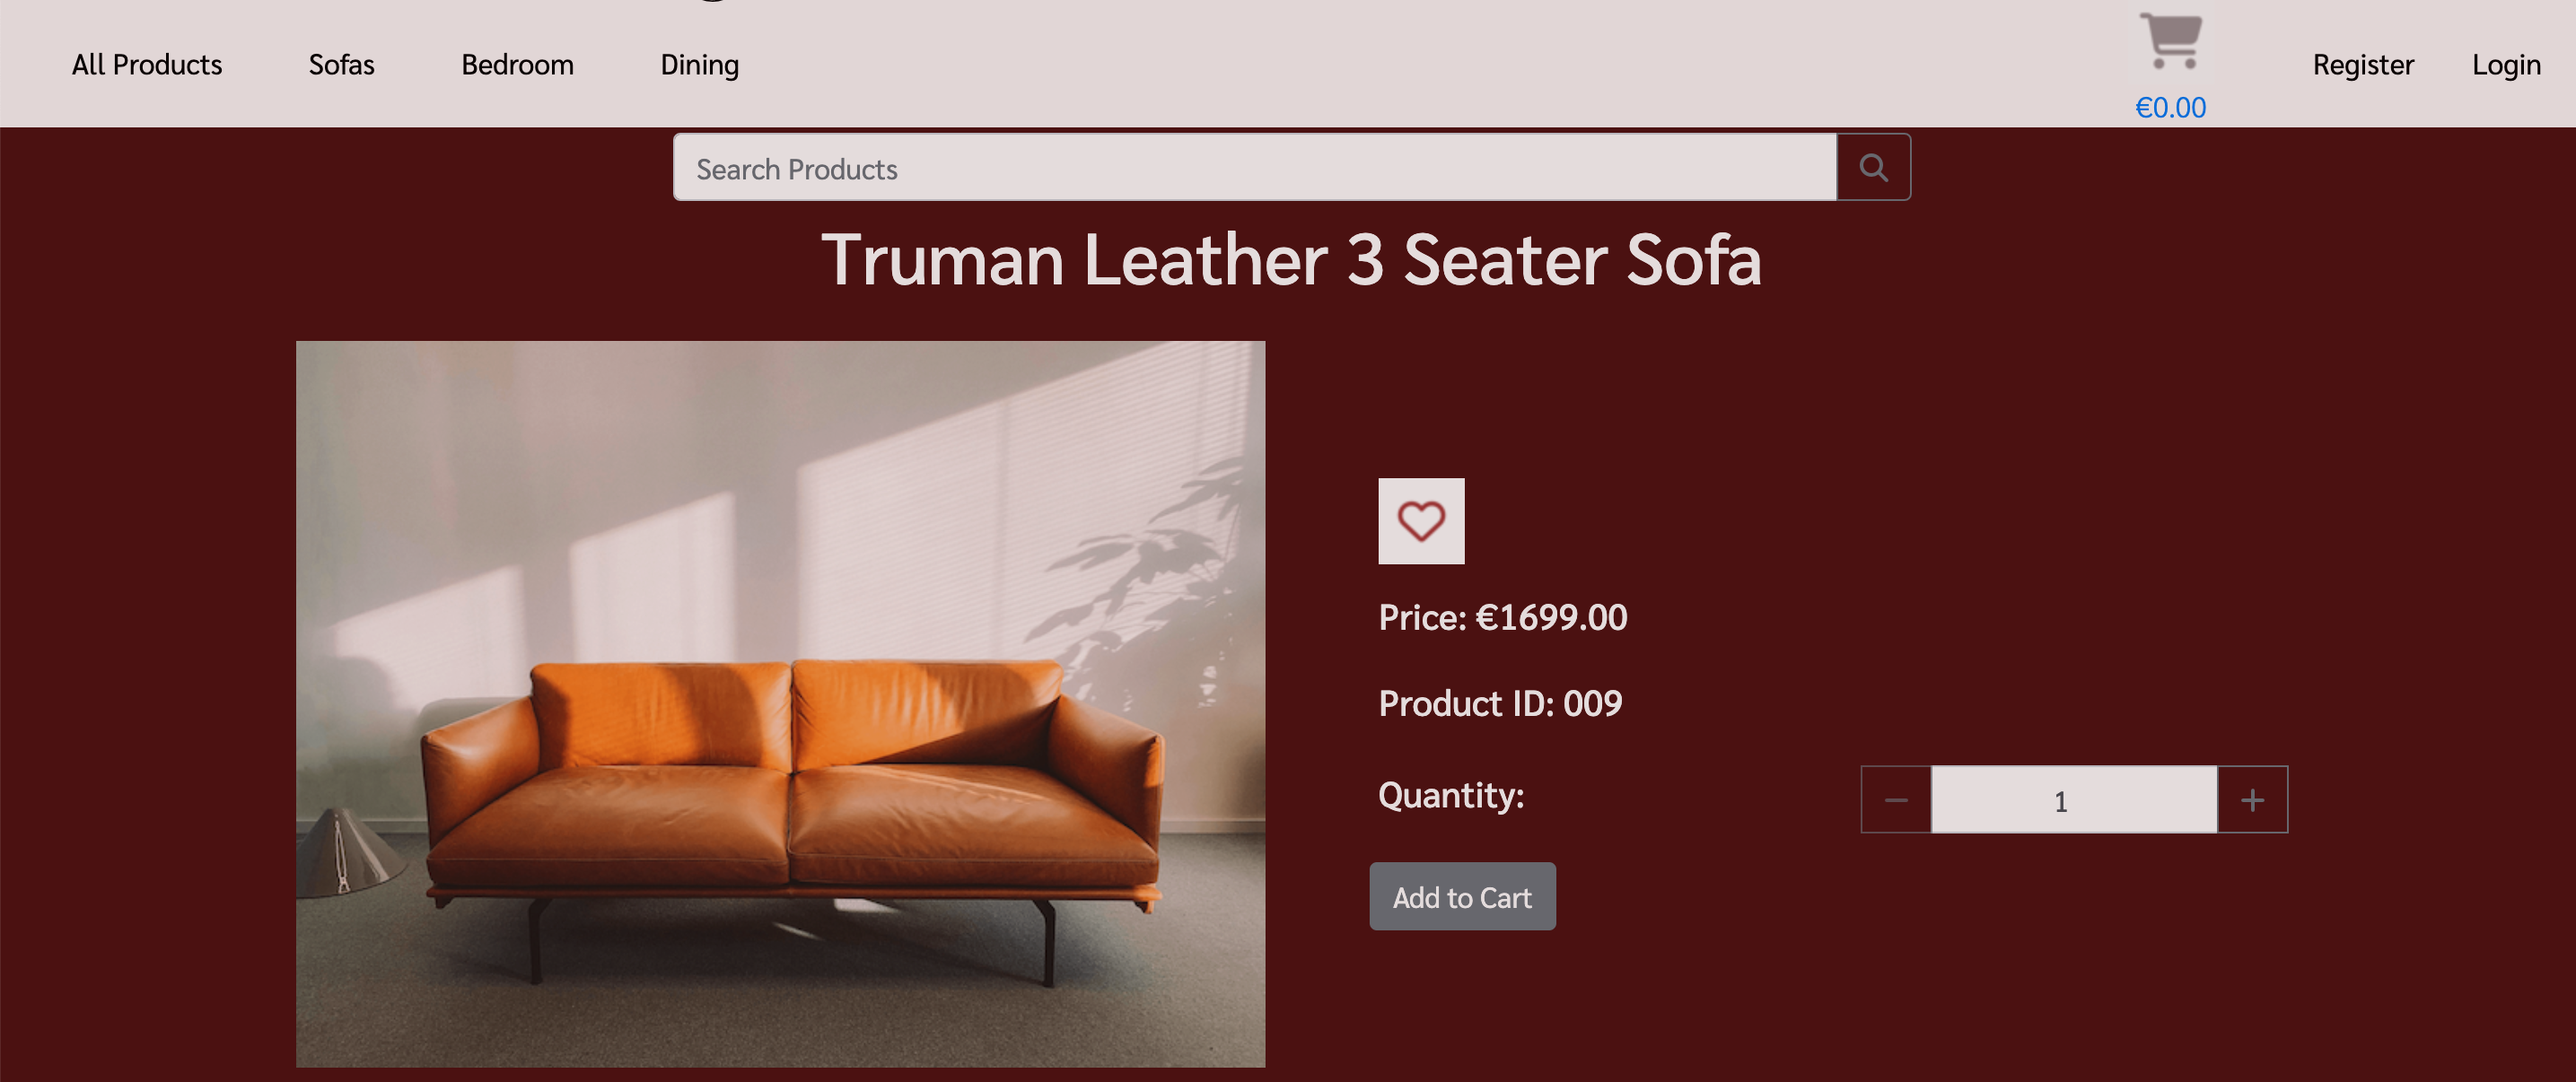 All Products Sofas Bedroom Dining Register Login
€0.00
Search Products
Truman Leather 3 Seater Sofa
Price: €1699.00
Product ID: 009
Quantity: 1
Add to Cart